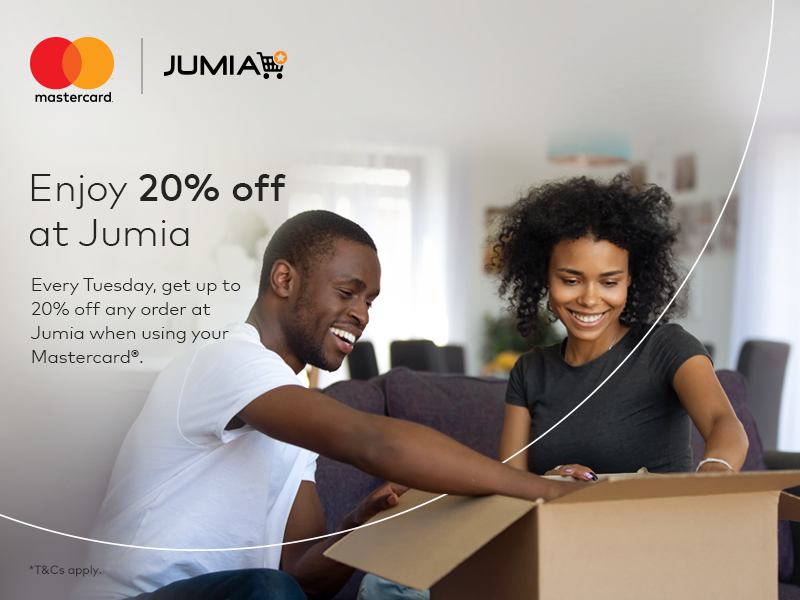 mastercard.
JUMIA
Enjoy 20% off
at Jumia
Every Tuesday, get up to
20% off any order at
Jumia when using your
Mastercard®.
*T&Cs apply.